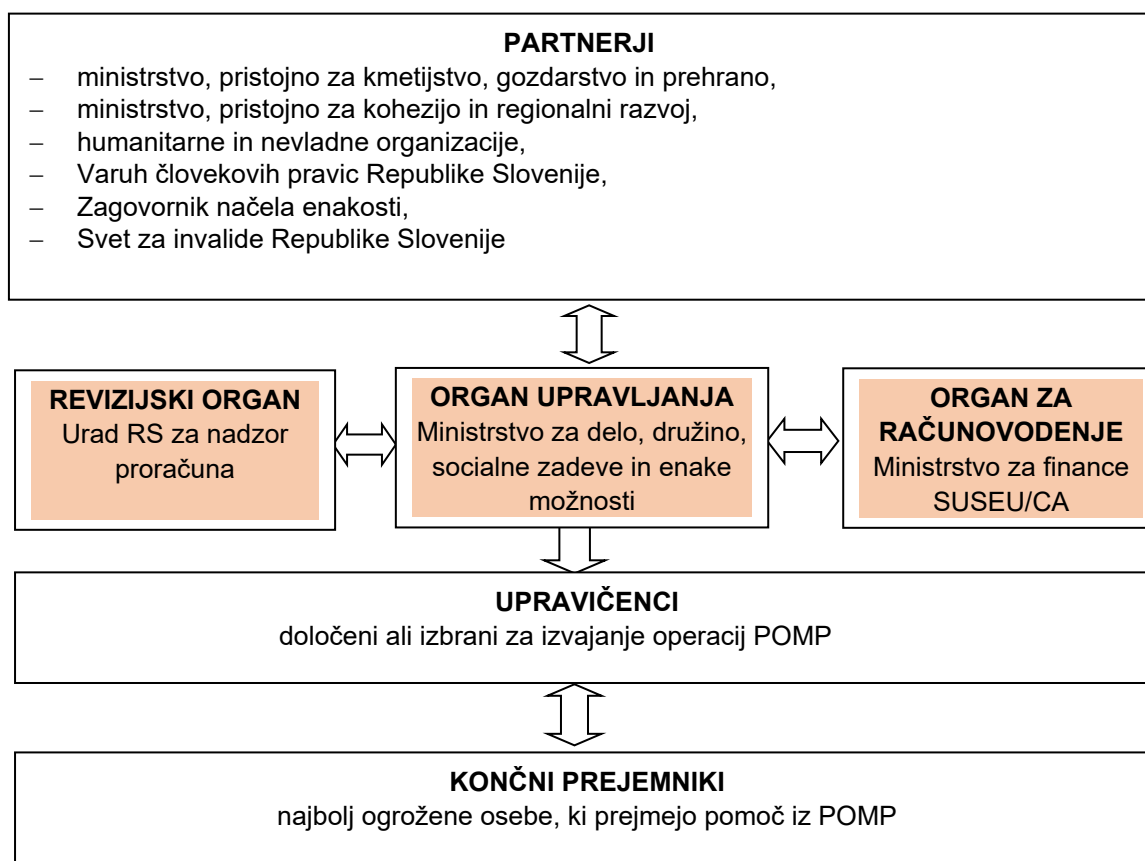 PARTNERJI
– ministrstvo, pristojno za kmetijstvo, gozdarstvo in prehrano,
– ministrstvo, pristojno za kohezijo in regionalni razvoj,
– humanitarne in nevladne organizacije,
– Varuh človekovih pravic Republike Slovenije,
– Zagovornik načela enakosti,
– Svet za invalide Republike Slovenije
REVIZIJSKI ORGAN
Urad RS za nadzor
proračuna
ORGAN UPRAVLJANJA
Ministrstvo za delo, družino,
socialne zadeve in enake
možnosti
ORGAN ZA
RAČUNOVODENJE
Ministrstvo za finance
SUSEU/CA
UPRAVIČENCI
določeni ali izbrani za izvajanje operacij POMP
KONČNI PREJEMNIKI
najbolj ogrožene osebe, ki prejmejo pomoč iz POMP